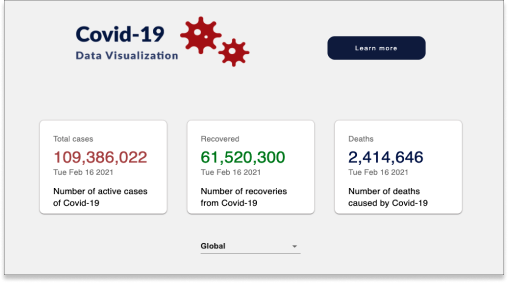 Covid-19
Data Visualization
Learn more
Total cases
109,386,022
Tue Feb 16 2021
Number of active cases
of Covid-19
Recovered
61,520,300
Tue Feb 16 2021
Number of recoveries
from Covid-19
Deaths
2,414,646
Tue Feb 16 2021
Number of deaths
caused by Covid-19
Global